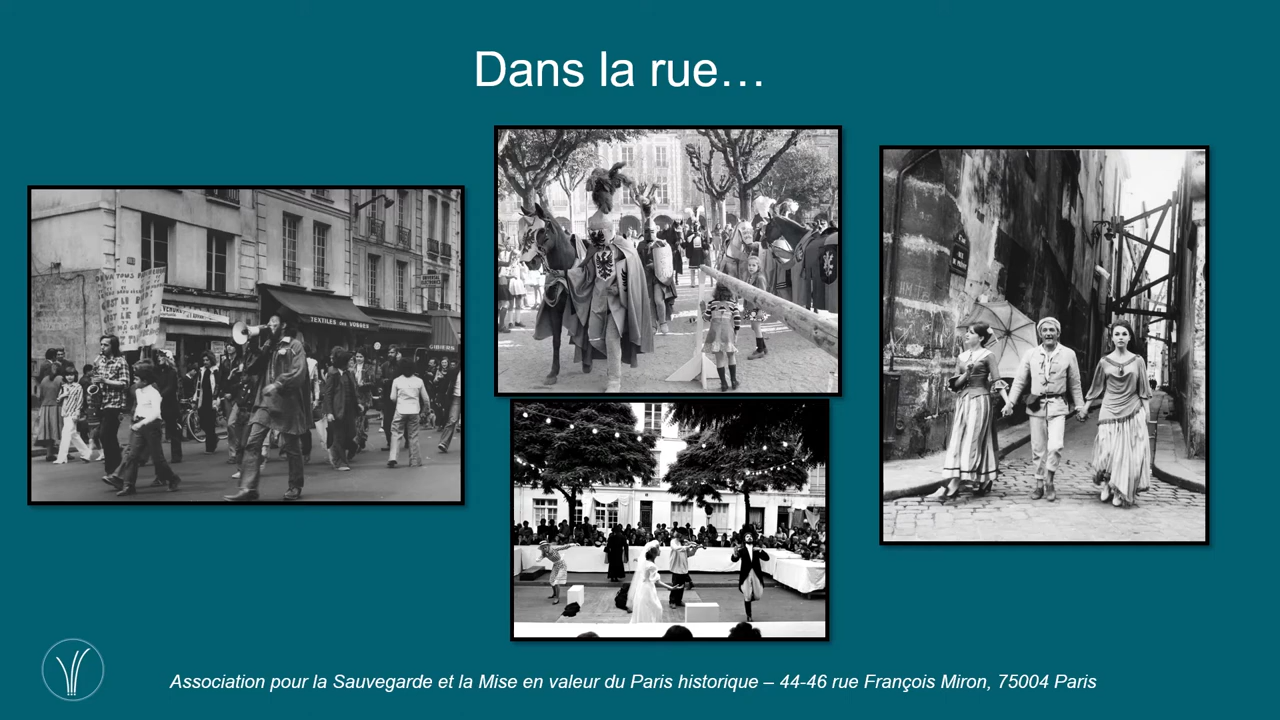 Dans la rue…
TEXTILES des VOSGES
Association pour la Sauvegarde et la Mise en valeur du Paris historique – 44-46 rue François Miron, 75004 Paris